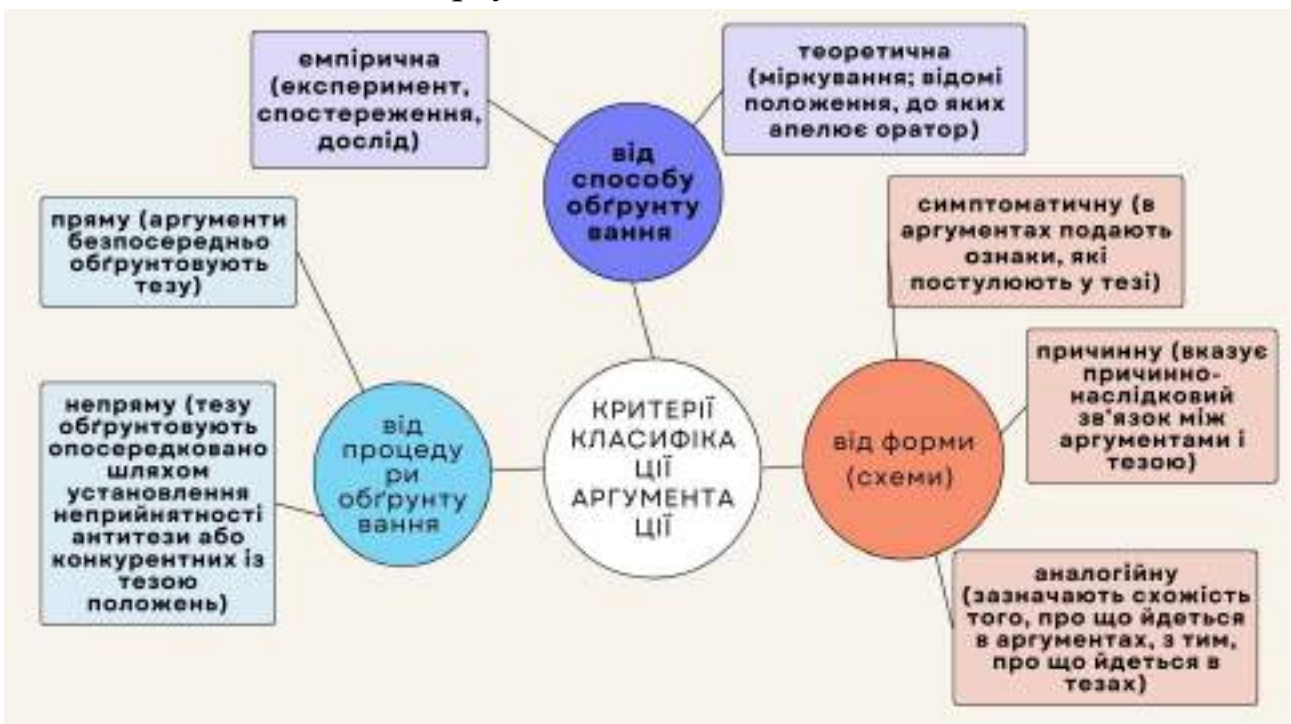 емпірична
(експеримент,
спостереження,
дослід)
теоретична
(міркування; відомі
положення, до яких
апелює оратор)
від
способу
обґрунту
вання
пряму (аргументи
безпосередньо
обґрунтовують
тезу)
симптоматичну (в
аргументах подають
ознаки, які
постулюють у тезі)
непряму (тезу
обґрунтовують
опосередковано
шляхом
установлення
неприйнятності
антитези або
конкурентних із
тезою
положень)
від
процеду
ри
обґрунту
вання
КРИТЕРІЇ
КЛАСИФІКА
ЦІЇ
АРГУМЕНТА
ЦІЇ
від форми
(схеми)
причинну (вказує
причинно-
наслідковий
зв'язок між
аргументами і
тезою)
аналогійну
(зазначають схожість
того, про що йдеться
в аргументах, з тим,
про що йдеться в
тезах)